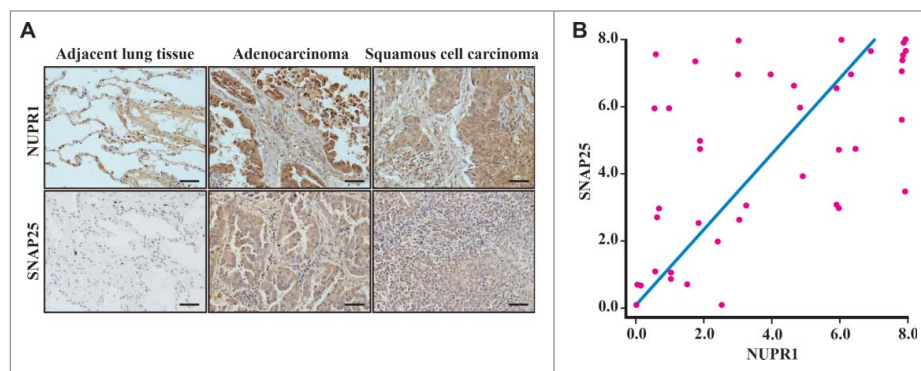 A
Adjacent lung tissue Adenocarcinoma Squamous cell carcinoma
NUPR1
SNAP25
B
8.0
6.0
4.0
2.0
0.0
SNAP25
0.0 2.0 4.0 6.0 8.0
NUPR1